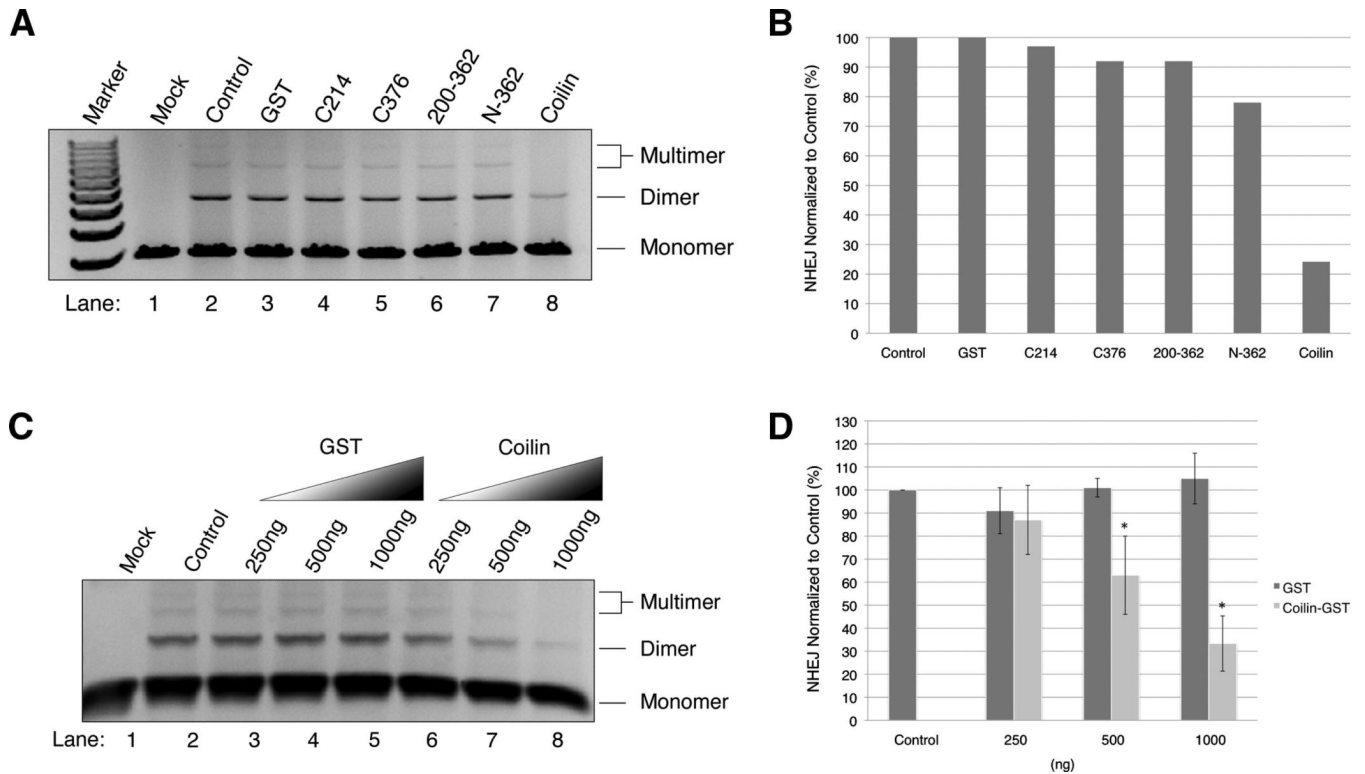 A
Marker Mock Control GST C214 C376 200-362 N-362 Coilin
Multimer
Dimer
Monomer
Lane: 1 2 3 4 5 6 7 8
B
NHEJ Normalized to Control (%)
100
90
80
70
60
50
40
30
20
10
0
Control GST C214 C376 200-362 N-362 Coilin
C
GST Coilin
Mock Control 250ng 500ng 1000ng 250ng 500ng 1000ng
Multimer
Dimer
Monomer
Lane: 1 2 3 4 5 6 7 8
D
NHEJ Normalized to Control (%)
130
120
110
100
90
80
70
60
50
40
30
20
10
0
*
*
GST
Coilin-GST
Control 250 500 1000
(ng)